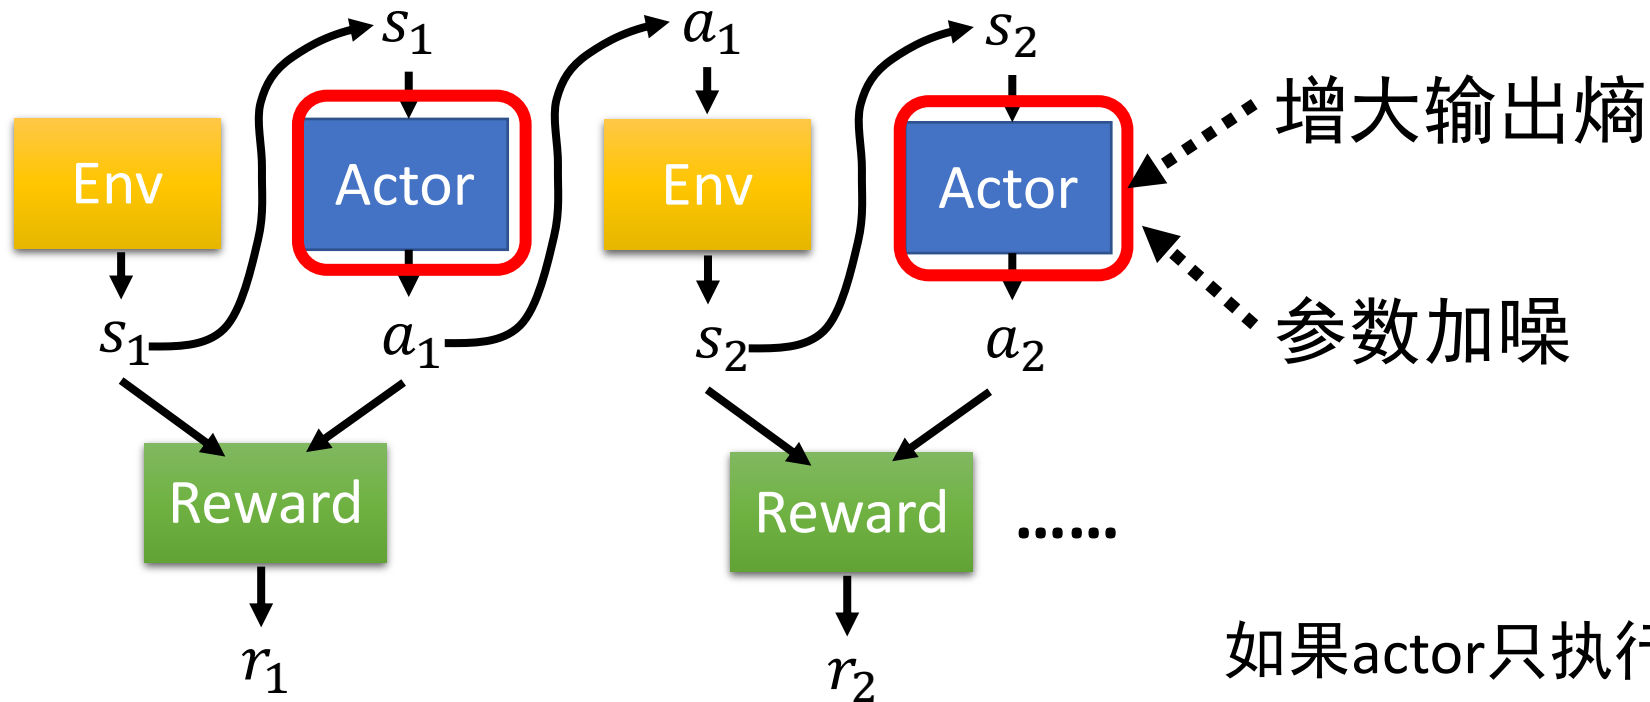 s₁ a₁ s₂
Env Actor Env Actor
增大输出熵
s₁ a₁ s₂ a₂
参数加噪
Reward Reward ······
r₁ r₂
如果actor只执行